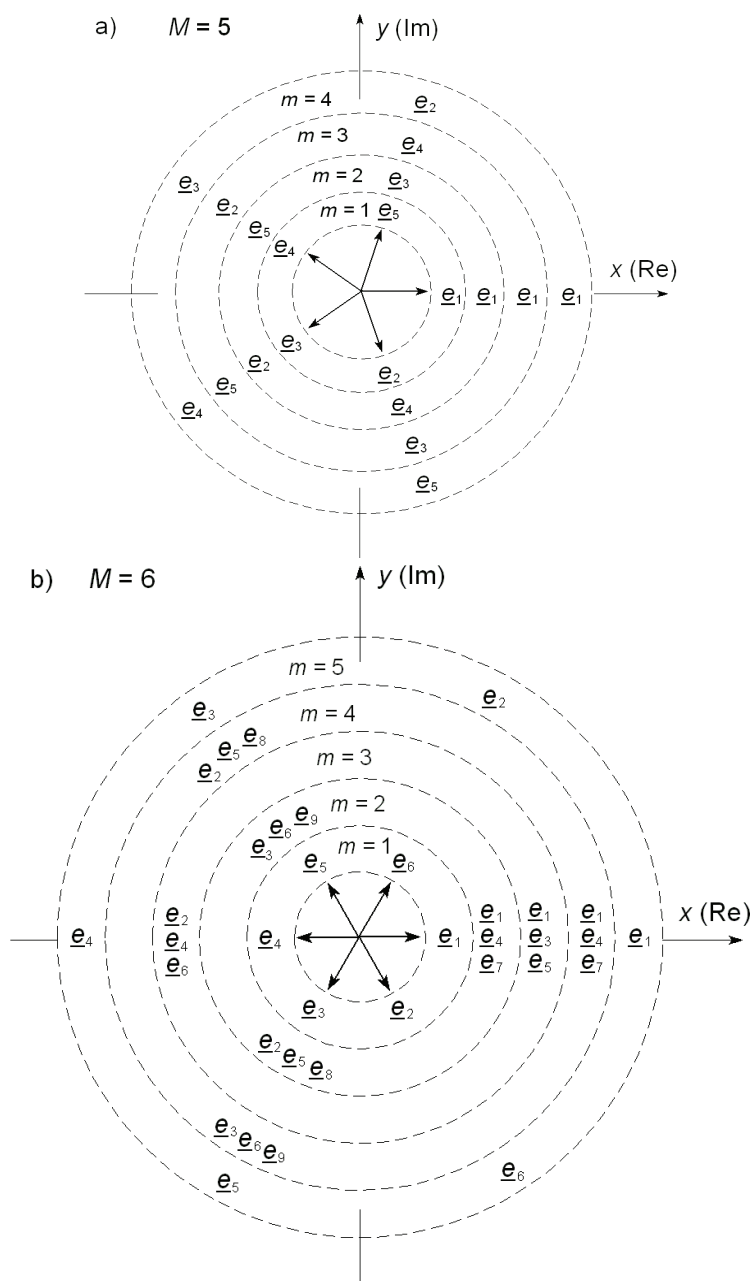 a) M = 5
y (Im)
m = 4 e₂
m = 3 e₄
e₃ m = 2 e₃
e₂ m = 1 e₅
e₅
e₄
x (Re)
e₁ e₁ e₁ e₁
e₃
e₂ e₂
e₅ e₄
e₄
e₃
e₅
b) M = 6
y (Im)
m = 5
e₃ e₂
m = 4
e₂ e₅ e₈
m = 3
m = 2
e₃ e₆ e₉
m = 1
e₅ e₆
x (Re)
e₂ e₁ e₁ e₁
e₄ e₄ e₄ e₁ e₄ e₃ e₄ e₁
e₆ e₇ e₅ e₇
e₃ e₂
e₂ e₅ e₈
e₃ e₆ e₉
e₅ e₆